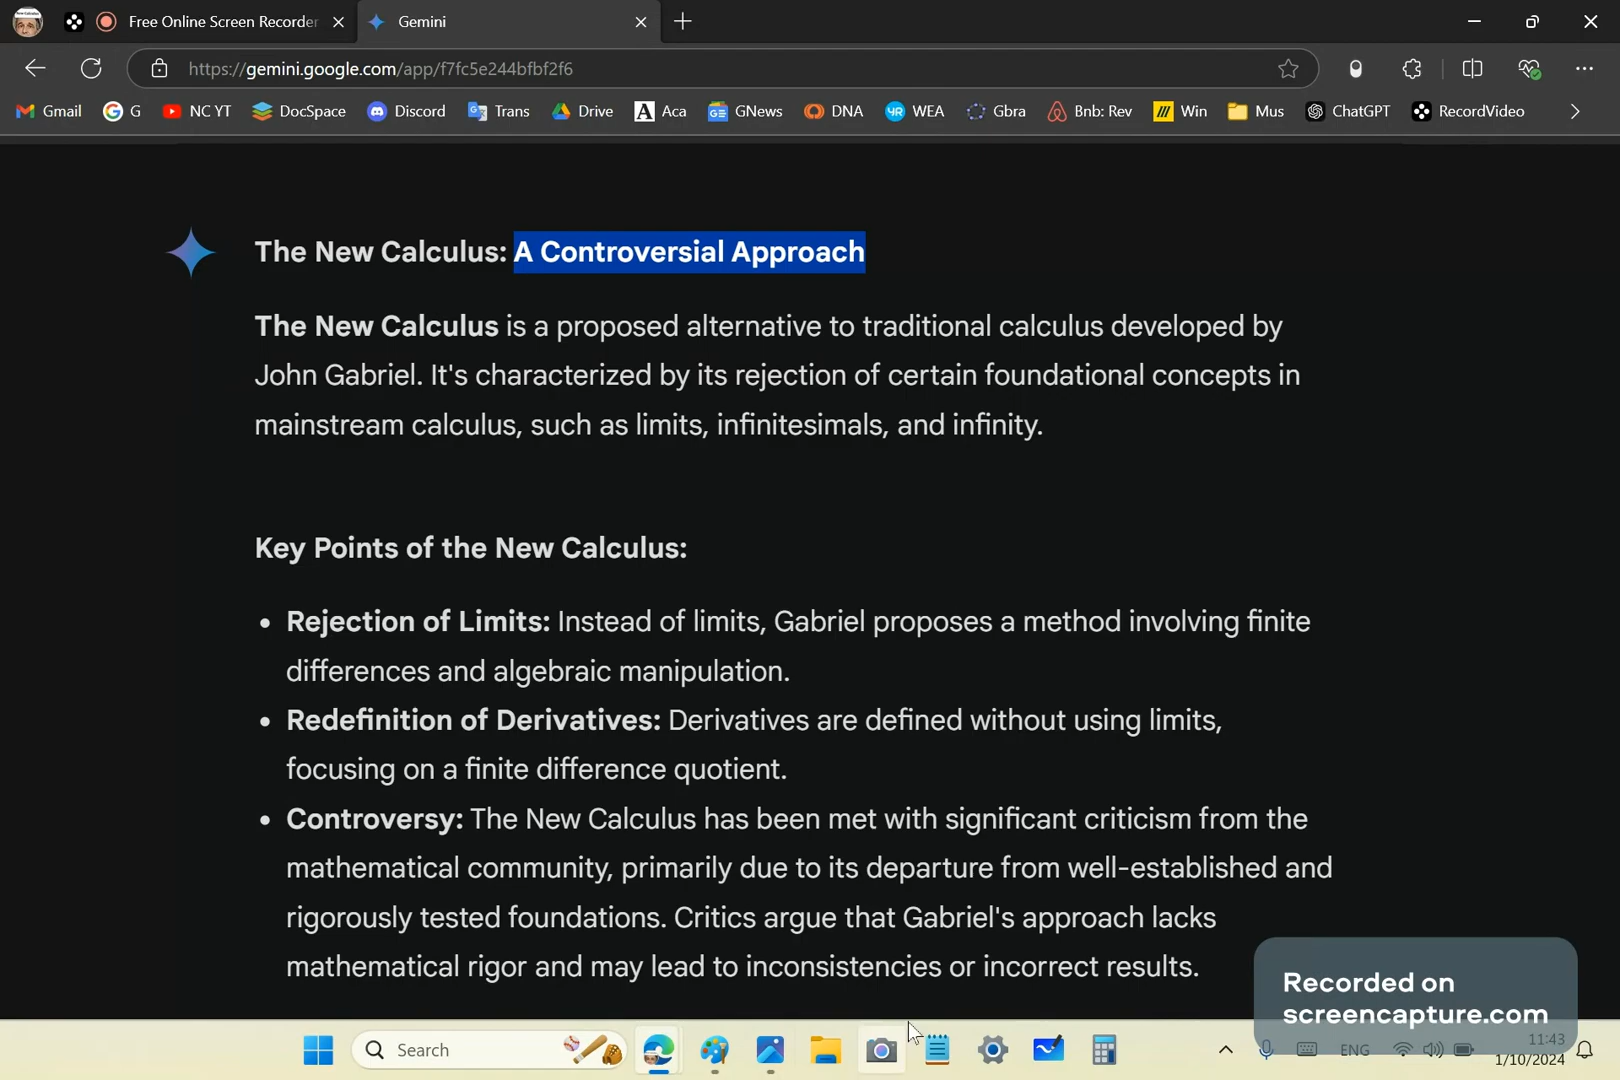 Free Online Screen Recorder
Gemini
https://gemini.google.com/app/f7fc5e244bfbf2f6
Gmail
G
NC YT
DocSpace
Discord
Trans
Drive
Aca
GNews
DNA
WEA
Gbra
Bnb: Rev
Win
Mus
ChatGPT
RecordVideo
The New Calculus: A Controversial Approach
The New Calculus is a proposed alternative to traditional calculus developed by
John Gabriel. It's characterized by its rejection of certain foundational concepts in
mainstream calculus, such as limits, infinitesimals, and infinity.
Key Points of the New Calculus:
• Rejection of Limits: Instead of limits, Gabriel proposes a method involving finite
differences and algebraic manipulation.
• Redefinition of Derivatives: Derivatives are defined without using limits,
focusing on a finite difference quotient.
• Controversy: The New Calculus has been met with significant criticism from the
mathematical community, primarily due to its departure from well-established and
rigorously tested foundations. Critics argue that Gabriel's approach lacks
mathematical rigor and may lead to inconsistencies or incorrect results.
Recorded on
screencapture.com
Search
ENG
11:43
1/10/2024